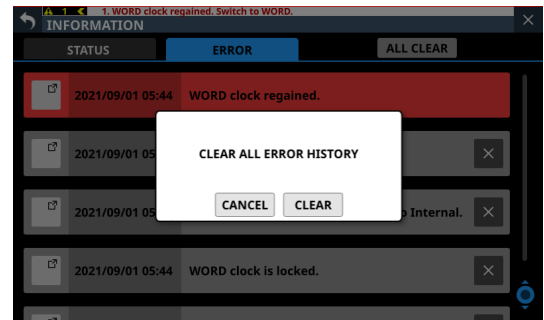 1 1. WORD clock regained. Switch to WORD.
INFORMATION
STATUS ERROR ALL CLEAR
2021/09/01 05:44 WORD clock regained.
2021/09/01 05
CLEAR ALL ERROR HISTORY
2021/09/01 05 Internal.
CANCEL CLEAR
2021/09/01 05:44 WORD clock is locked.